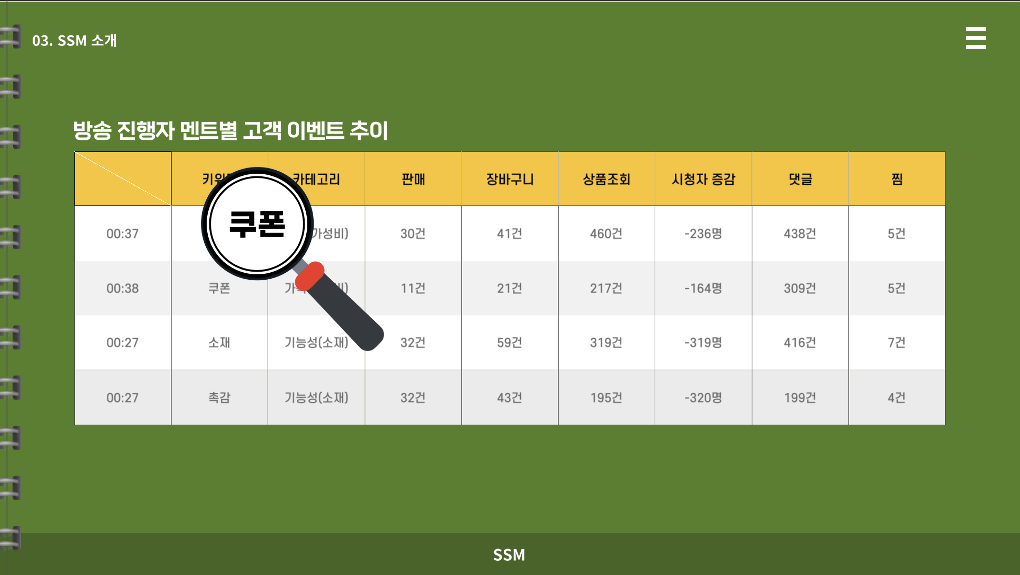 03. SSM 소개
방송 진행자 멘트별 고객 이벤트 추이
카테고리 판매 장바구니 상품조회 시청자 증감 댓글 찜
00:37 쿠폰 가성비) 30건 41건 460건 -236명 438건 5건
00:38 쿠폰 11건 21건 217건 -164명 309건 5건
00:27 소재 기능성(소재) 32건 59건 319건 -319명 416건 7건
00:27 촉감 기능성(소재) 32건 43건 195건 -320명 199건 4건
SSM